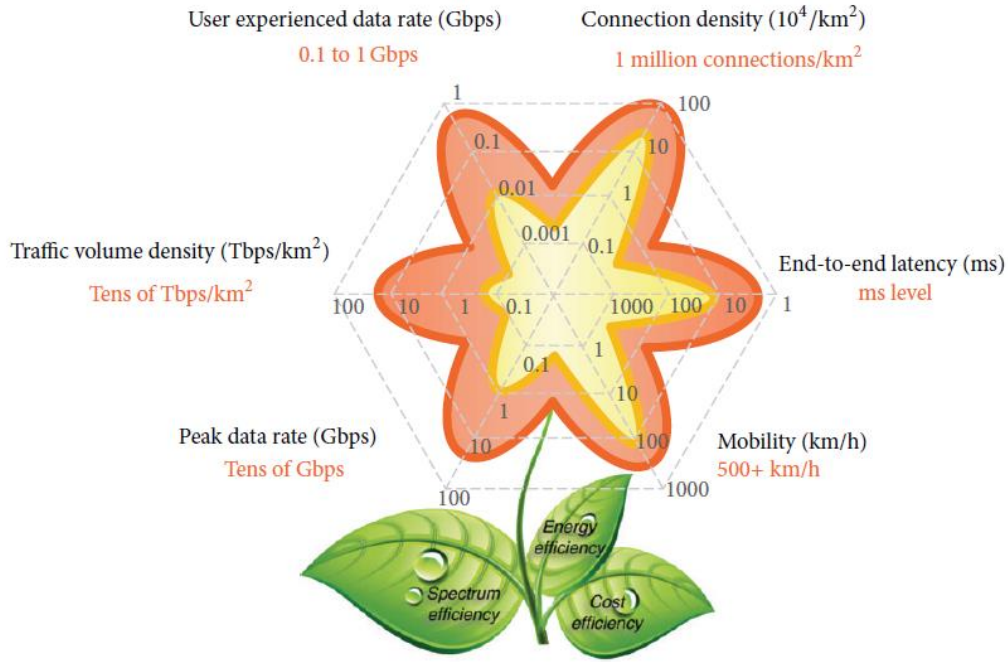 User experienced data rate (Gbps)
0.1 to 1 Gbps
Connection density (10⁴/km²)
1 million connections/km²
1
0.1
0.01
0.001
100
10
1
0.1
Traffic volume density (Tbps/km²)
Tens of Tbps/km²
100
10
1
0.1
1000
100
10
1
End-to-end latency (ms)
ms level
0.1
1
10
100
Peak data rate (Gbps)
Tens of Gbps
1
10
100
1000
Mobility (km/h)
500+ km/h
Energy
efficiency
Spectrum
efficiency
Cost
efficiency